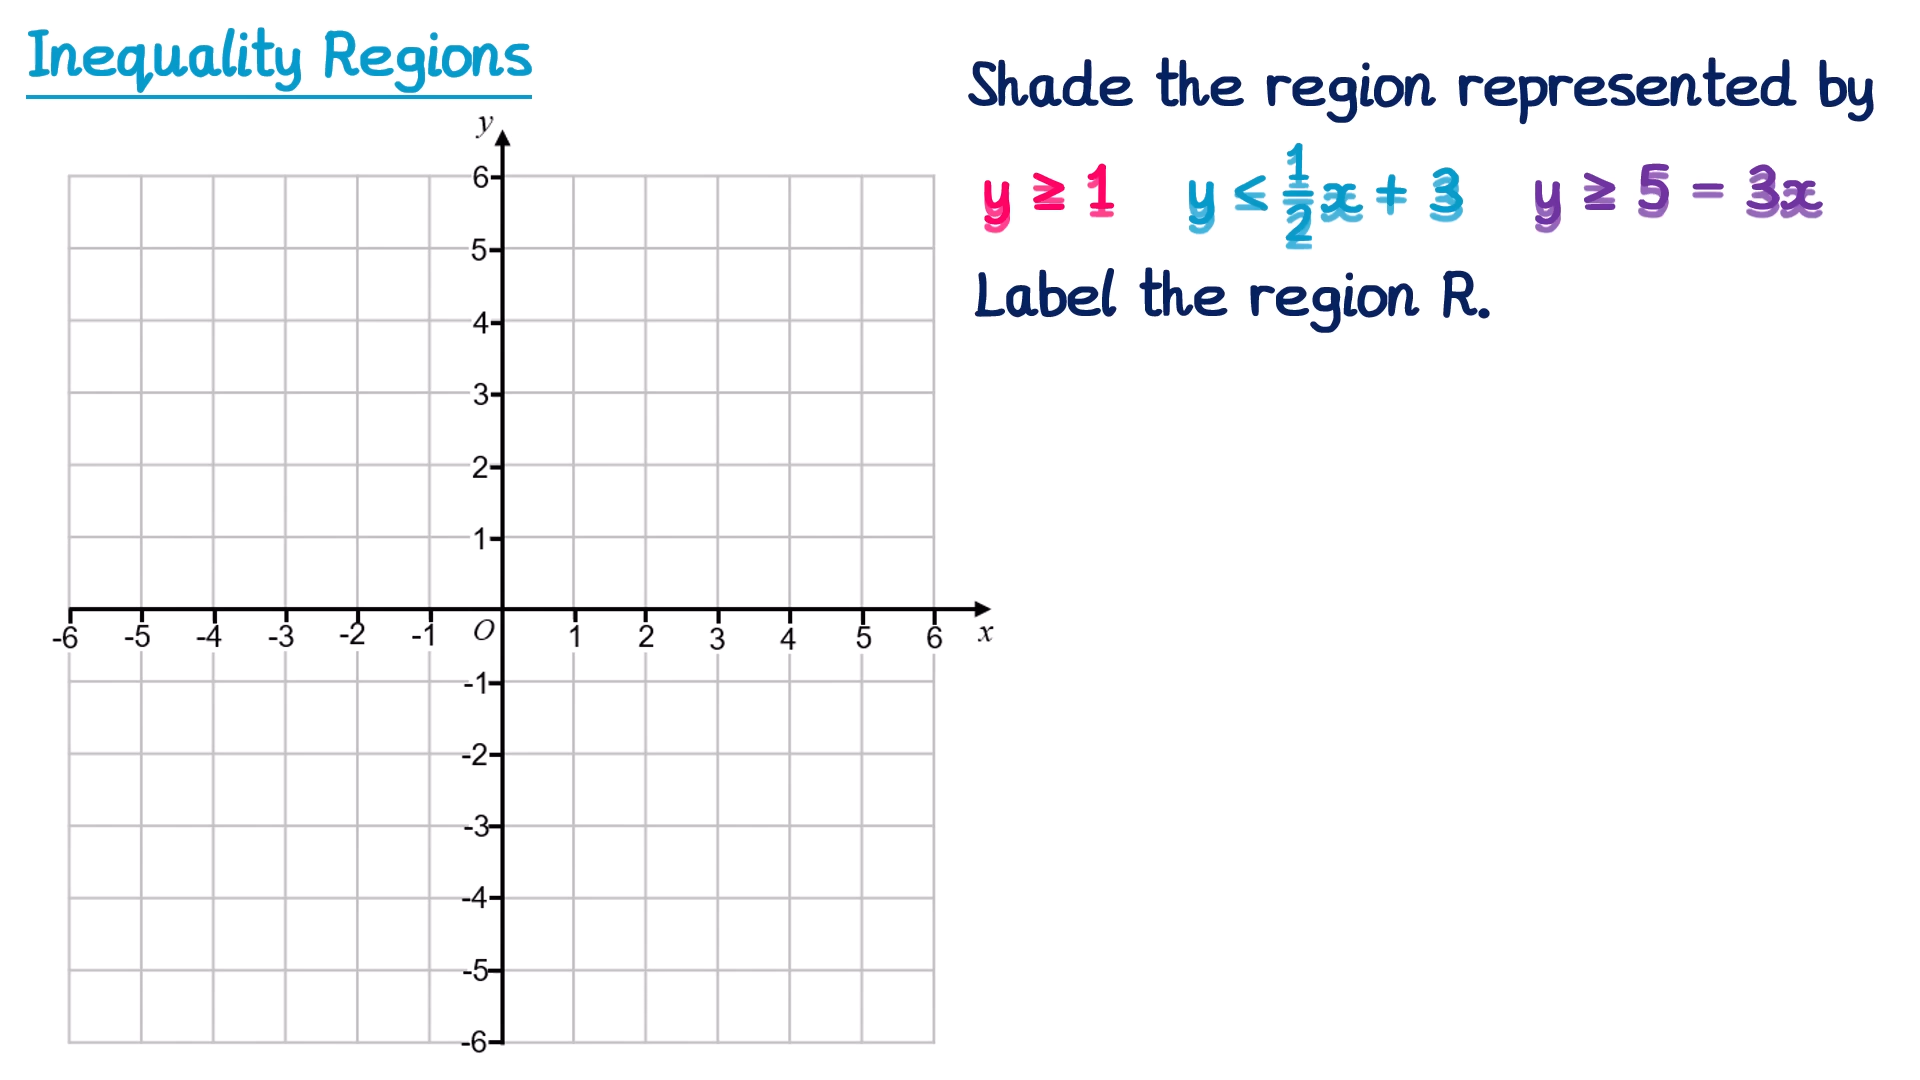 Inequality Regions
Shade the region represented by
y ≥ 1 y < 1/2 x + 3 y ≥ 5 - 3x
Label the region R.
y
6
5
4
3
2
1
-6 -5 -4 -3 -2 -1 O 1 2 3 4 5 6 x
-1
-2
-3
-4
-5
-6